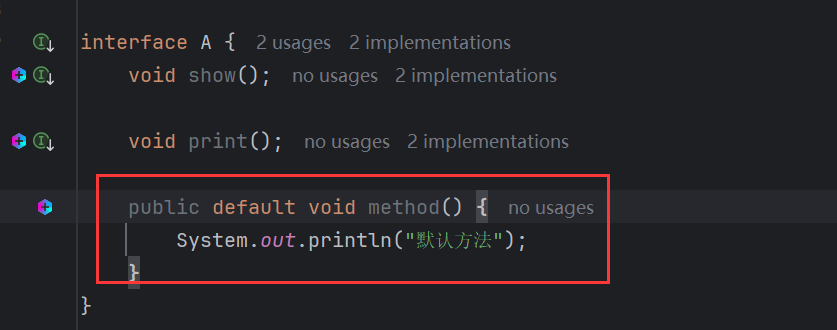 interface A { 2 usages 2 implementations
void show(); no usages 2 implementations
void print(); no usages 2 implementations
public default void method() { no usages
System.out.println("默认方法");
}
}